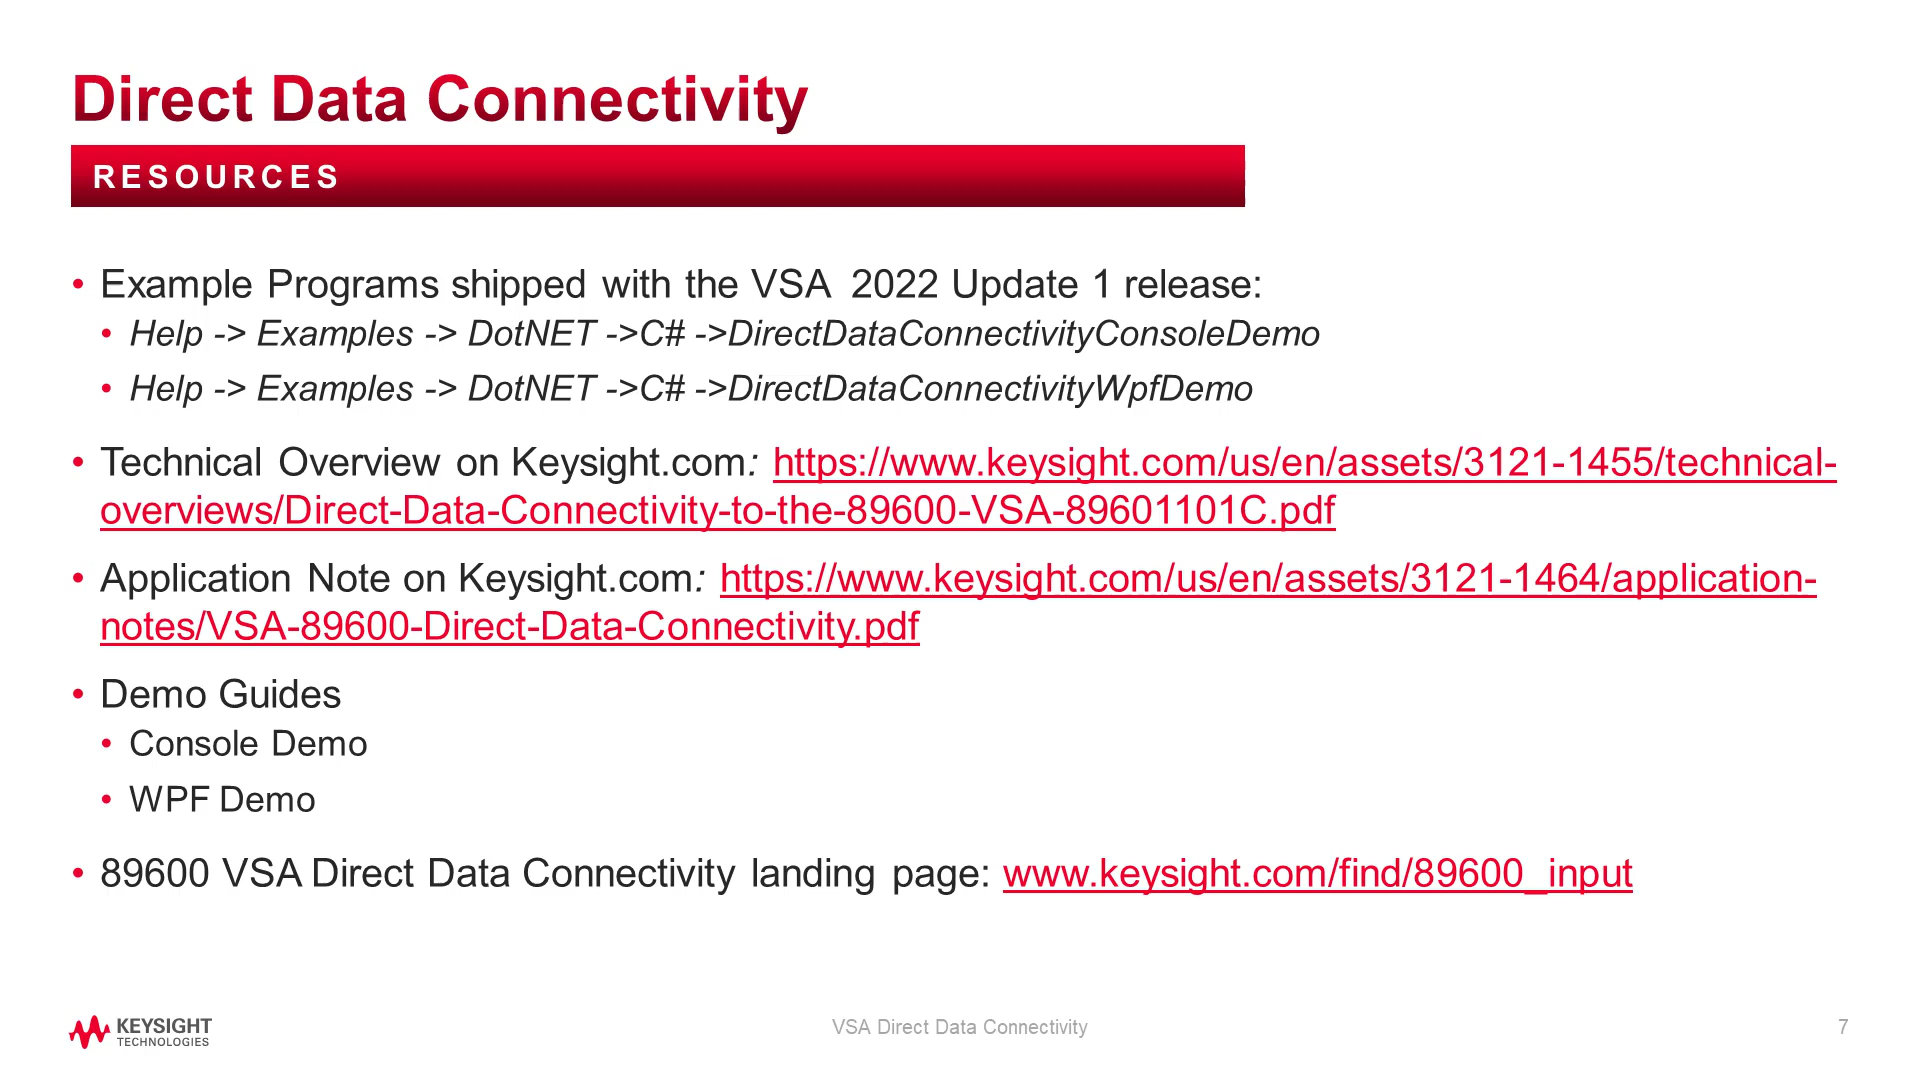 Direct Data Connectivity
RESOURCES
• Example Programs shipped with the VSA 2022 Update 1 release:
• Help -> Examples -> DotNET ->C# ->DirectDataConnectivityConsoleDemo
• Help -> Examples -> DotNET ->C# ->DirectDataConnectivityWpfDemo
• Technical Overview on Keysight.com: https://www.keysight.com/us/en/assets/3121-1455/technical-
overviews/Direct-Data-Connectivity-to-the-89600-VSA-89601101C.pdf
• Application Note on Keysight.com: https://www.keysight.com/us/en/assets/3121-1464/application-
notes/VSA-89600-Direct-Data-Connectivity.pdf
• Demo Guides
• Console Demo
• WPF Demo
• 89600 VSA Direct Data Connectivity landing page: www.keysight.com/find/89600_input
KEYSIGHT
TECHNOLOGIES
VSA Direct Data Connectivity
7